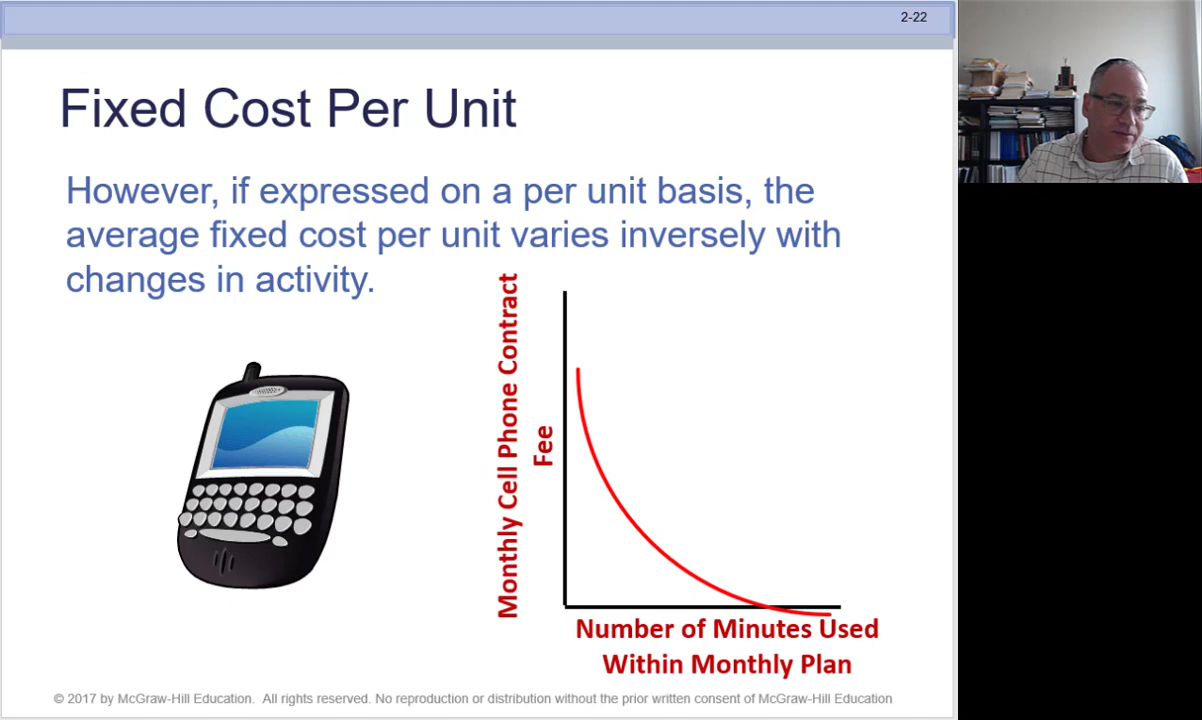 2-22
Fixed Cost Per Unit
However, if expressed on a per unit basis, the
average fixed cost per unit varies inversely with
changes in activity.
Monthly Cell Phone Contract
Fee
Number of Minutes Used
Within Monthly Plan
© 2017 by McGraw-Hill Education. All rights reserved. No reproduction or distribution without the prior written consent of McGraw-Hill Education